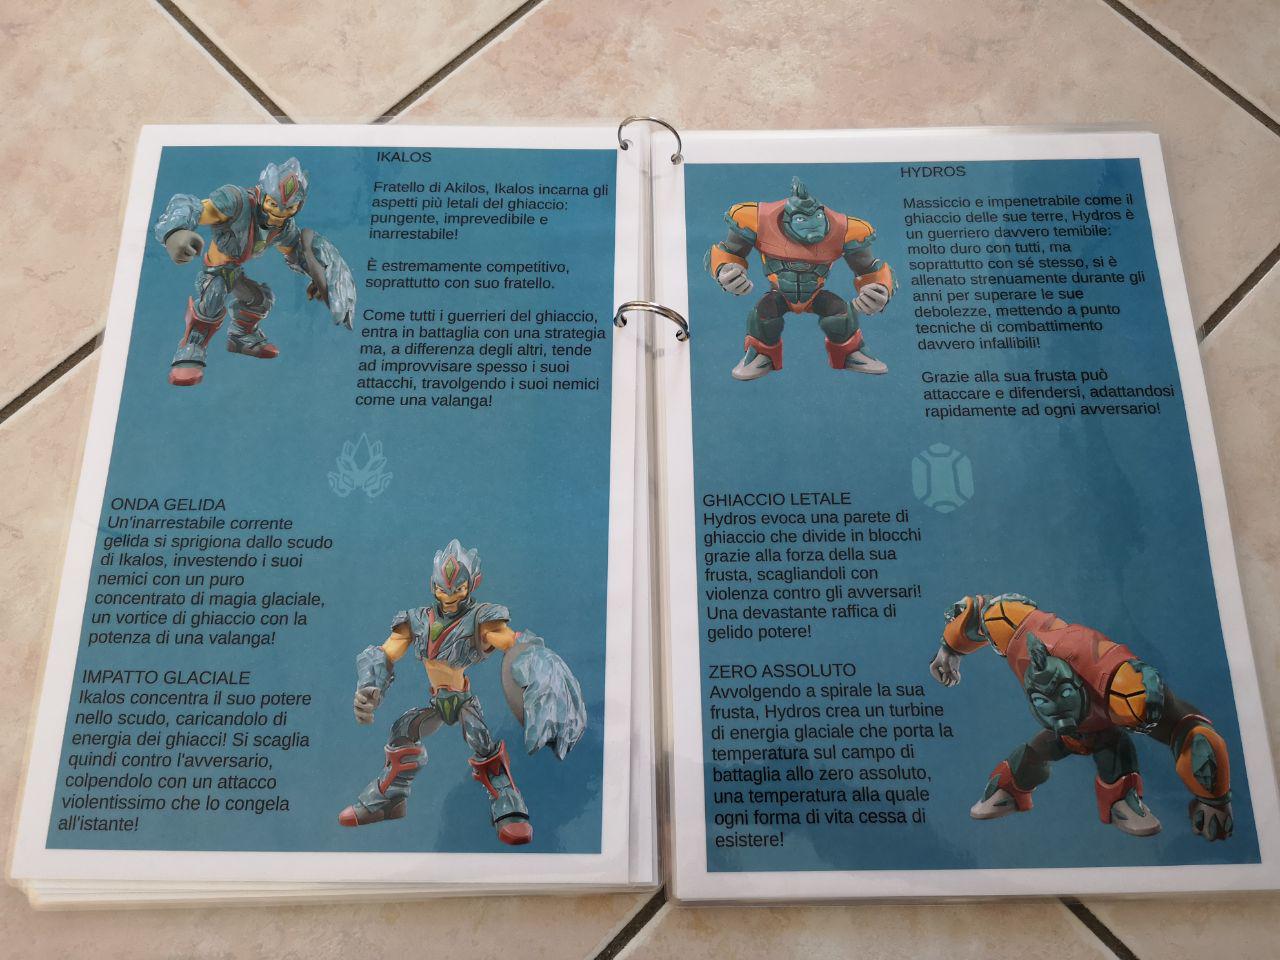 IKALOS
Fratello di Akilos, Ikalos incarna gli
aspetti più letali del ghiaccio:
pungente, imprevedibile e
inarrestabile!
È estremamente competitivo,
soprattutto con suo fratello.
Come tutti i guerrieri del ghiaccio,
entra in battaglia con una strategia
ma, a differenza degli altri, tende
ad improvvisare spesso i suoi
attacchi, travolgendo i suoi nemici
come una valanga!
ONDA GELIDA
Un'inarrestabile corrente
gelida si sprigiona dallo scudo
di Ikalos, investendo i suoi
nemici con un puro
concentrato di magia glaciale,
un vortice di ghiaccio con la
potenza di una valanga!
IMPATTO GLACIALE
Ikalos concentra il suo potere
nello scudo, caricandolo di
energia dei ghiacci! Si scaglia
quindi contro l'avversario,
colpendolo con un attacco
violentissimo che lo congela
all'istante!
HYDROS
Massiccio e impenetrabile come il
ghiaccio delle sue terre, Hydros è
un guerriero davvero temibile:
molto duro con tutti, ma
soprattutto con sé stesso, si è
allenato strenuamente durante gli
anni per superare le sue
debolezze, mettendo a punto
tecniche di combattimento
davvero infallibili!
Grazie alla sua frusta può
attaccare e difendersi, adattandosi
rapidamente ad ogni avversario!
GHIACCIO LETALE
Hydros evoca una parete di
ghiaccio che divide in blocchi
grazie alla forza della sua
frusta, scagliandoli con
violenza contro gli avversari!
Una devastante raffica di
gelido potere!
ZERO ASSOLUTO
Avvolgendo a spirale la sua
frusta, Hydros crea un turbine
di energia glaciale che porta la
temperatura sul campo di
battaglia allo zero assoluto,
una temperatura alla quale
ogni forma di vita cessa di
esistere!